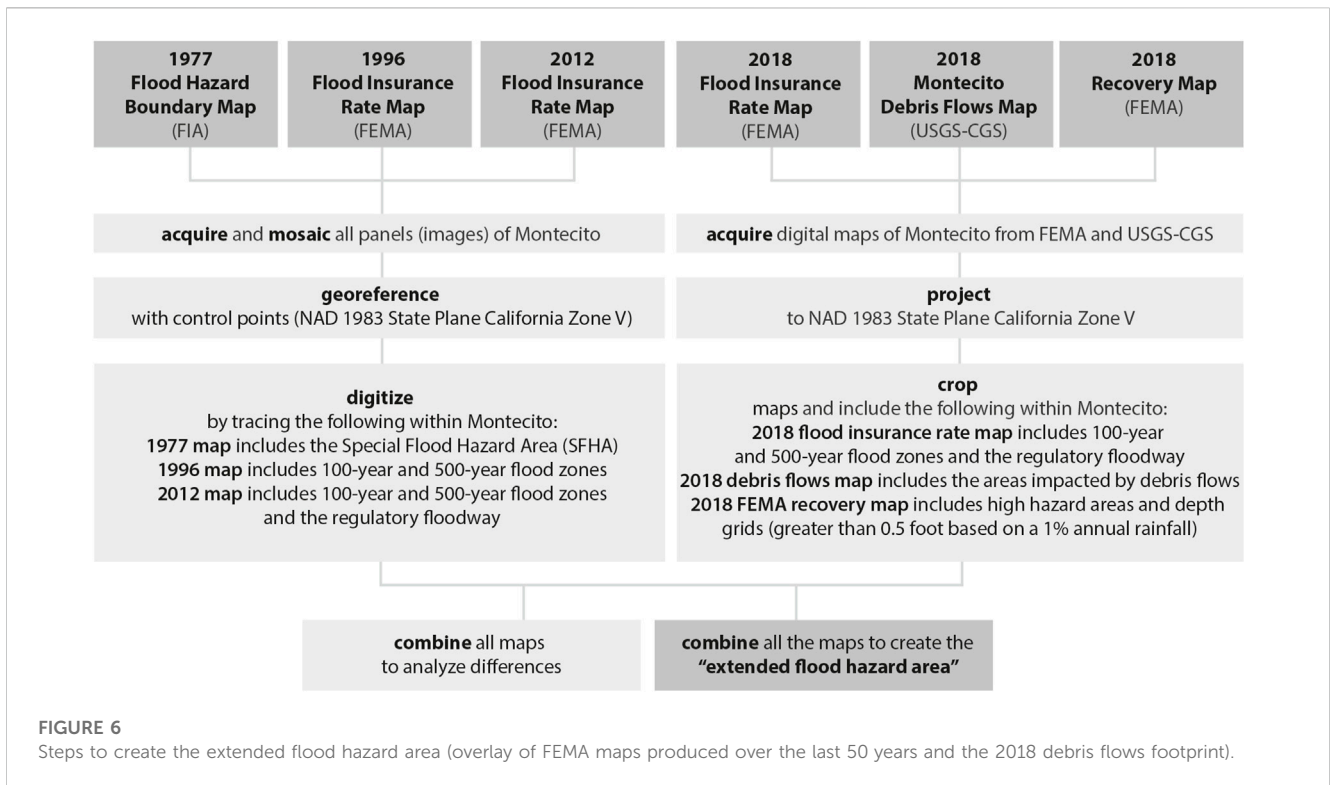 1977
Flood Hazard
Boundary Map
(FIA)
1996
Flood Insurance
Rate Map
(FEMA)
2012
Flood Insurance
Rate Map
(FEMA)
2018
Flood Insurance
Rate Map
(FEMA)
2018
Montecito
Debris Flows Map
(USGS-CGS)
2018
Recovery Map
(FEMA)
acquire and mosaic all panels (images) of Montecito
georeference
with control points (NAD 1983 State Plane California Zone V)
digitize
by tracing the following within Montecito:
1977 map includes the Special Flood Hazard Area (SFHA)
1996 map includes 100-year and 500-year flood zones
2012 map includes 100-year and 500-year flood zones
and the regulatory floodway
acquire digital maps of Montecito from FEMA and USGS-CGS
project
to NAD 1983 State Plane California Zone V
crop
maps and include the following within Montecito:
2018 flood insurance rate map includes 100-year
and 500-year flood zones and the regulatory floodway
2018 debris flows map includes the areas impacted by debris flows
2018 FEMA recovery map includes high hazard areas and depth
grids (greater than 0.5 foot based on a 1% annual rainfall)
combine all maps
to analyze differences
combine all the maps to create the
“extended flood hazard area”
FIGURE 6
Steps to create the extended flood hazard area (overlay of FEMA maps produced over the last 50 years and the 2018 debris flows footprint).